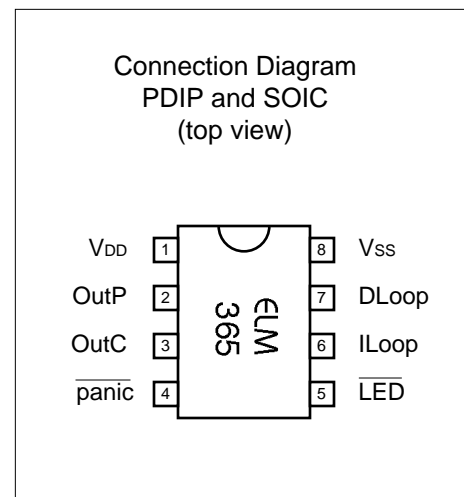 Connection Diagram
PDIP and SOIC
(top view)
VDD 1 8 VSS
OutP 2 7 DLoop
OutC 3 6 ILoop
panic 4 5 LED
ELM
365